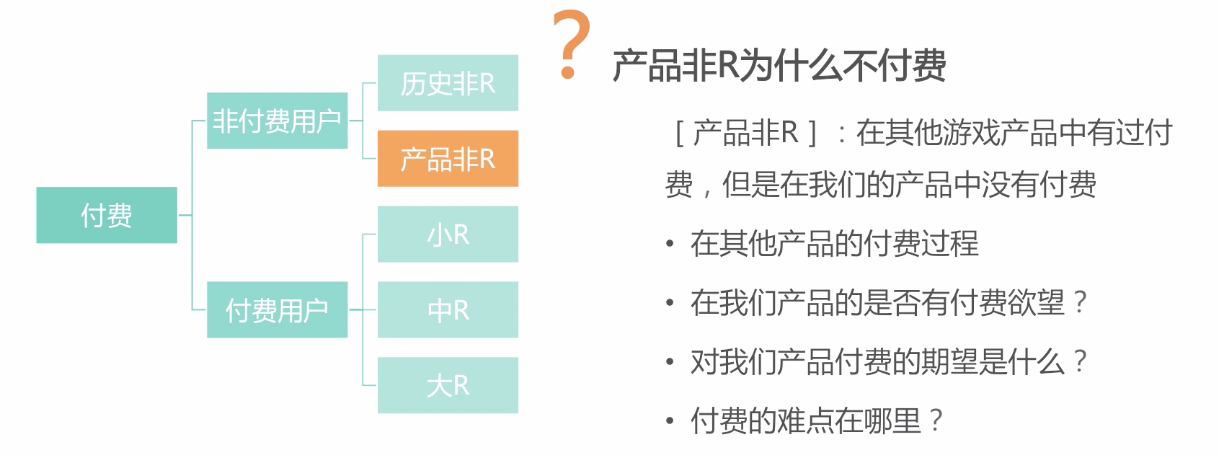 付费
非付费用户
付费用户
历史非R
产品非R
小R
中R
大R
?
产品非R为什么不付费
[ 产品非R ] ：在其他游戏产品中有过付
费，但是在我们的产品中没有付费
• 在其他产品的付费过程
• 在我们产品的是否有付费欲望？
• 对我们产品付费的期望是什么？
• 付费的难点在哪里？